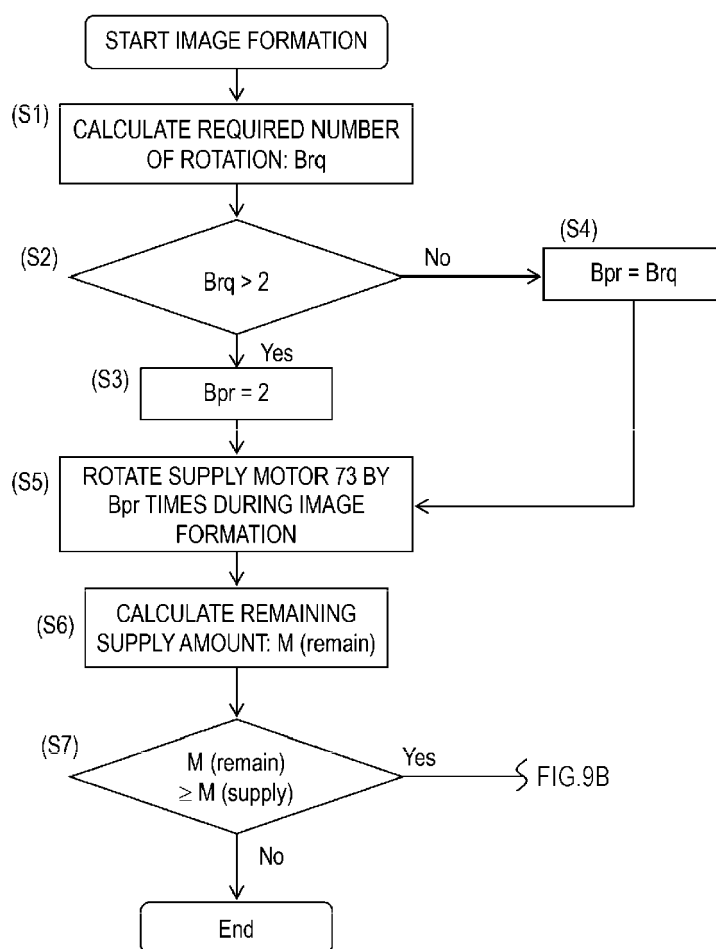 START IMAGE FORMATION
(S1)
CALCULATE REQUIRED NUMBER
OF ROTATION: Brq
(S2)
Brq > 2
No
(S4)
Bpr = Brq
Yes
(S3)
Bpr = 2
(S5)
ROTATE SUPPLY MOTOR 73 BY
Bpr TIMES DURING IMAGE
FORMATION
(S6)
CALCULATE REMAINING
SUPPLY AMOUNT: M (remain)
(S7)
M (remain)
≥ M (supply)
Yes
FIG.9B
No
End